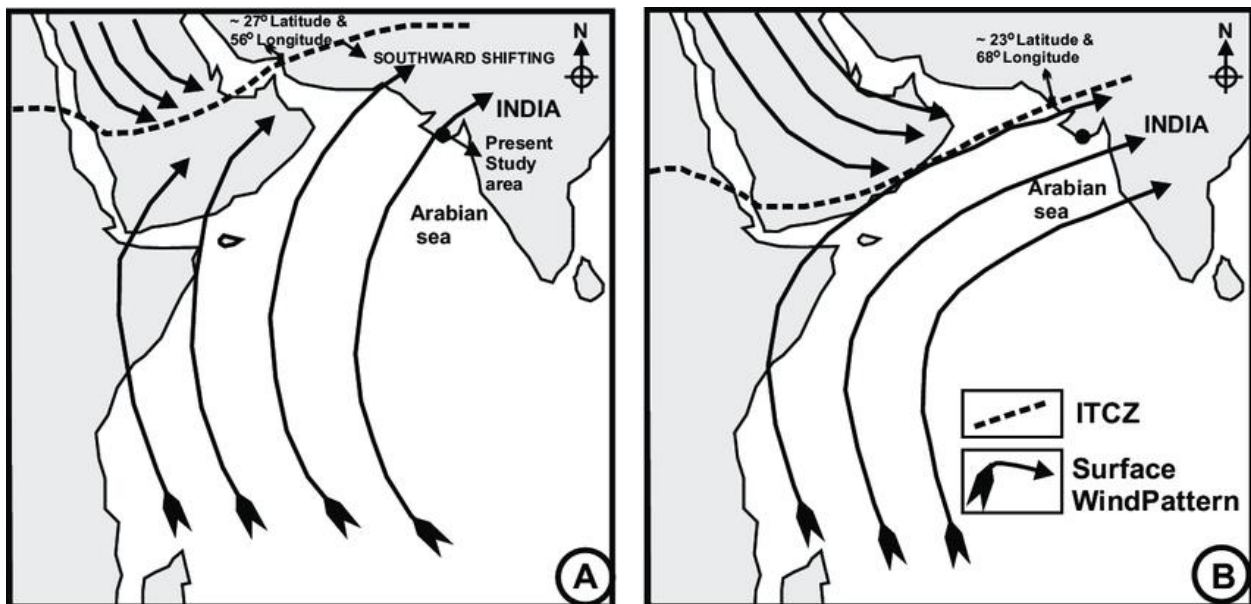 ~ 27° Latitude &
56° Longitude
SOUTHWARD SHIFTING
N
INDIA
Present
Study
area
Arabian
sea
A
~ 23° Latitude &
68° Longitude
N
INDIA
Arabian
sea
ITCZ
Surface
WindPattern
B